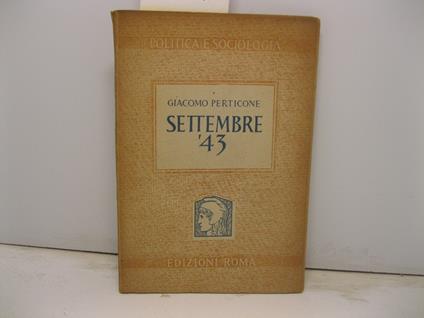 POLITICA E SOCIOLOGIA
GIACOMO PERTICONE
SETTEMBRE
'43
EDIZIONI ROMA